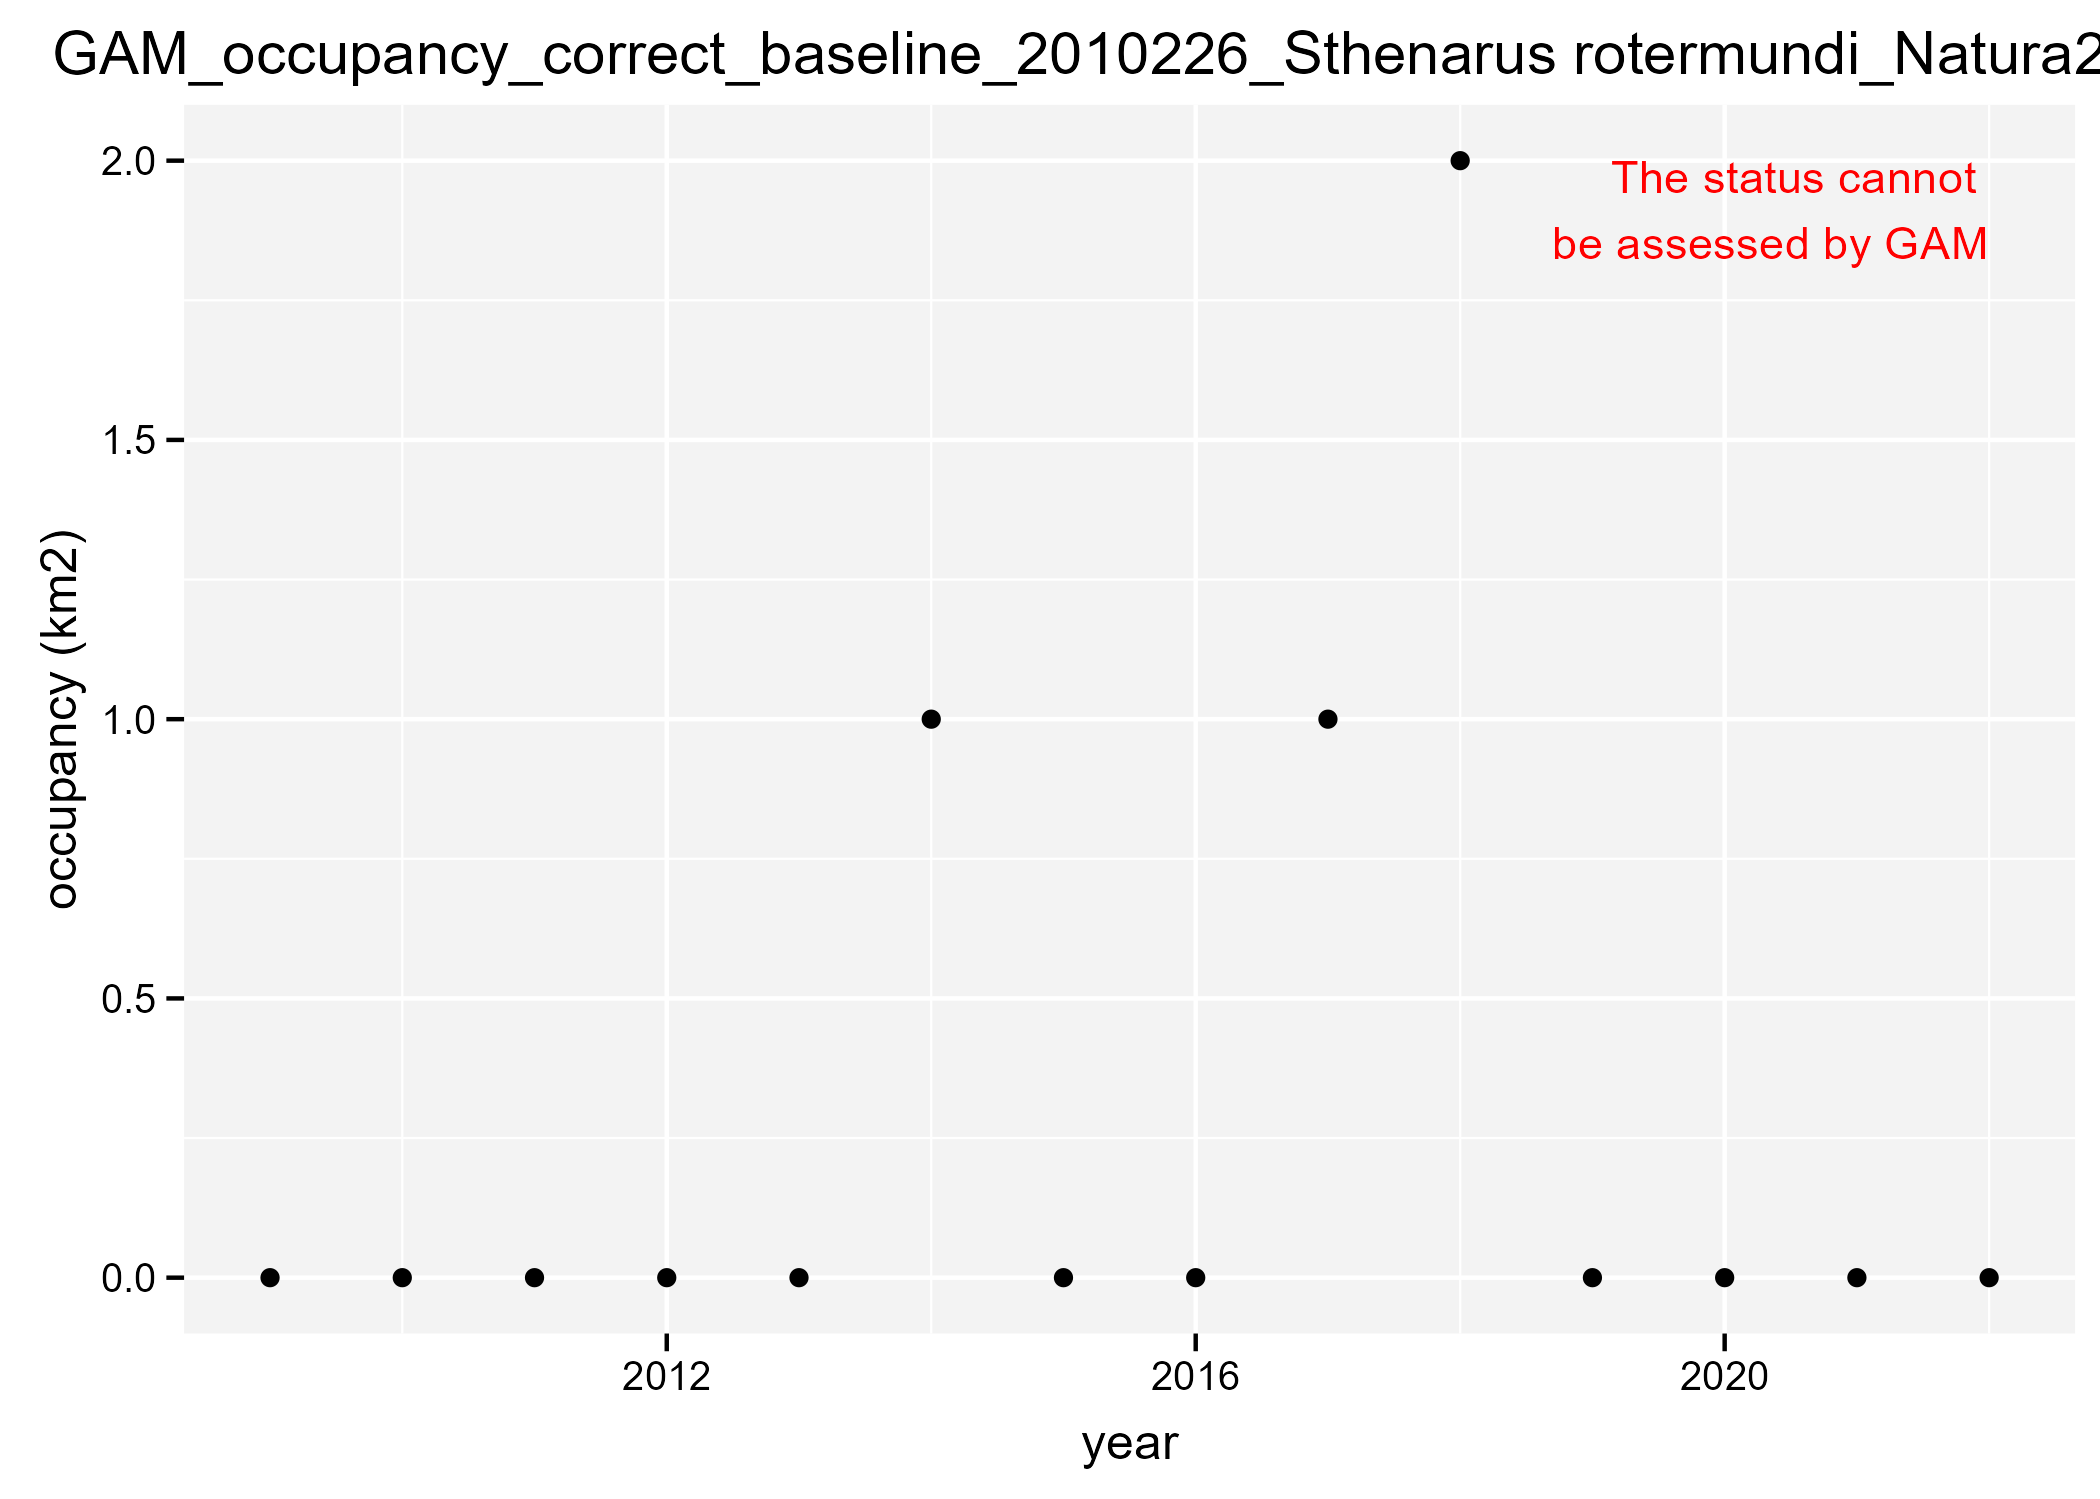 GAM_occupancy_correct_baseline_2010226_Sthenarus rotermundi_Natura2
2.0
The status cannot
be assessed by GAM
1.5
occupancy (km2)
1.0
0.5
0.0
2012
2016
2020
year